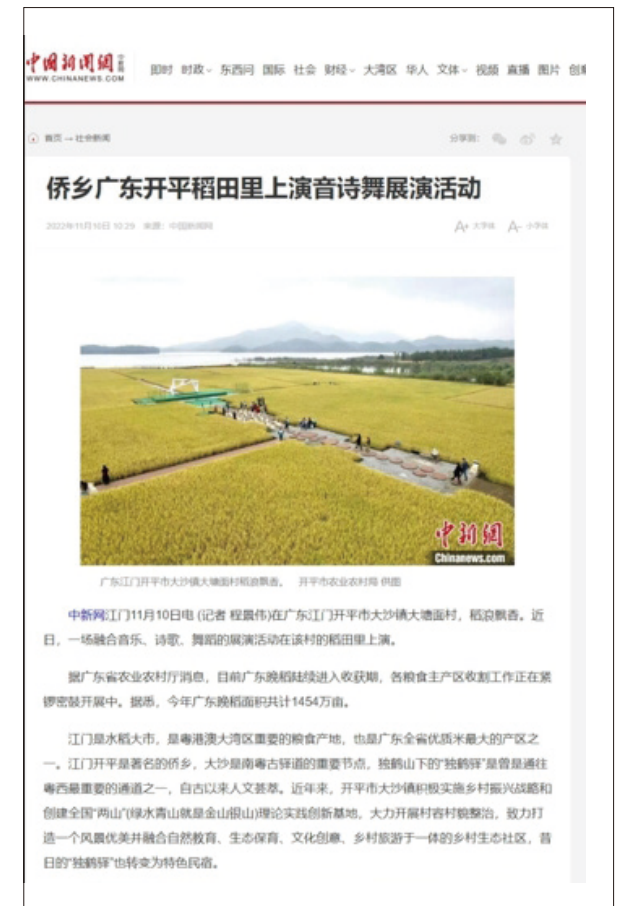 中国新闻网
中新网
WWW.CHINANEWS.COM
即时 时政 东西问 国际 社会 财经 大湾区 华人 文体 视频 直播 图片 创意
首页 → 社会新闻
分享到：
侨乡广东开平稻田里上演音诗舞展演活动
2022年11月10日 10:29 来源：中国新闻网
A+ 大字体 A- 小字体
中新網
Chinanews.com
广东江门开平市大沙镇大塘面村稻浪飘香。 开平市农业农村局 供图
中新网江门11月10日电 (记者 程景伟)在广东江门开平市大沙镇大塘面村，稻浪飘香。近
日，一场融合音乐、诗歌、舞蹈的展演活动在该村的稻田里上演。
据广东省农业农村厅消息，目前广东晚稻陆续进入收获期，各粮食主产区收割工作正在紧
锣密鼓开展中。据悉，今年广东晚稻面积共计1454万亩。
江门是水稻大市，是粤港澳大湾区重要的粮食产地，也是广东全省优质米最大的产区之
一。江门开平是著名的侨乡，大沙是南粤古驿道的重要节点，独鹤山下的“独鹤驿”是曾是通往
粤西最重要的通道之一，自古以来人文荟萃。近年来，开平市大沙镇积极实施乡村振兴战略和
创建全国“两山”(绿水青山就是金山银山)理论实践创新基地，大力开展村容村貌整治，致力打
造一个风景优美并融合自然教育、生态保育、文化创意、乡村旅游于一体的乡村生态社区，昔
日的“独鹤驿”也转变为特色民宿。